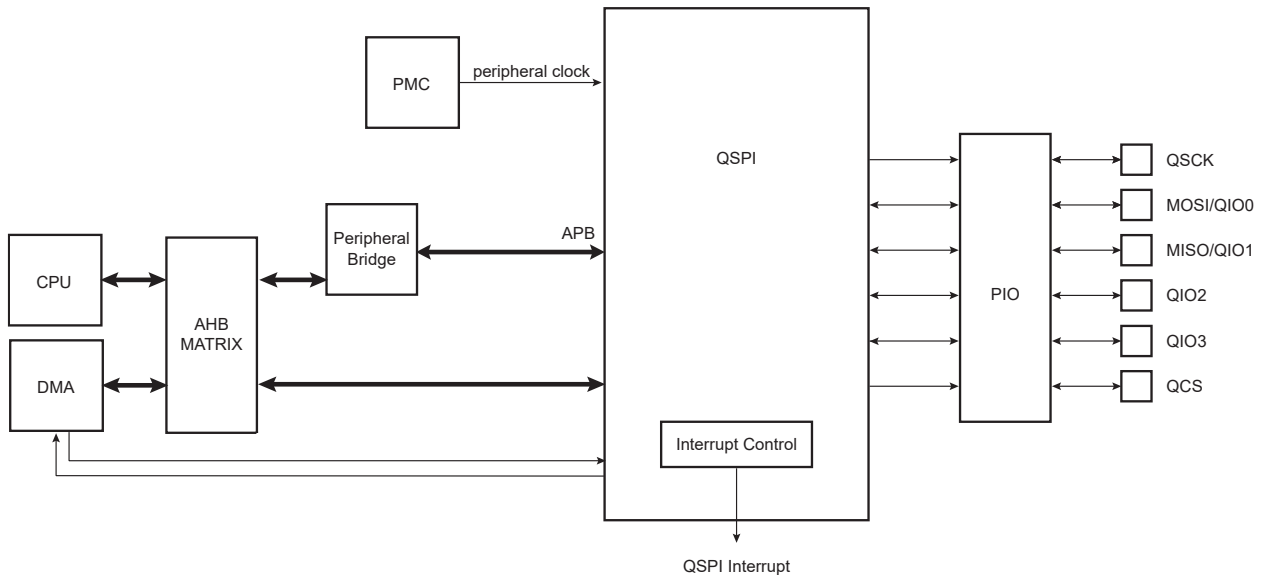 peripheral clock
PMC
QSPI
QSCK
MOSI/QIO0
APB
Peripheral
Bridge
MISO/QIO1
CPU
PIO
QIO2
AHB
MATRIX
QIO3
DMA
QCS
Interrupt Control
QSPI Interrupt